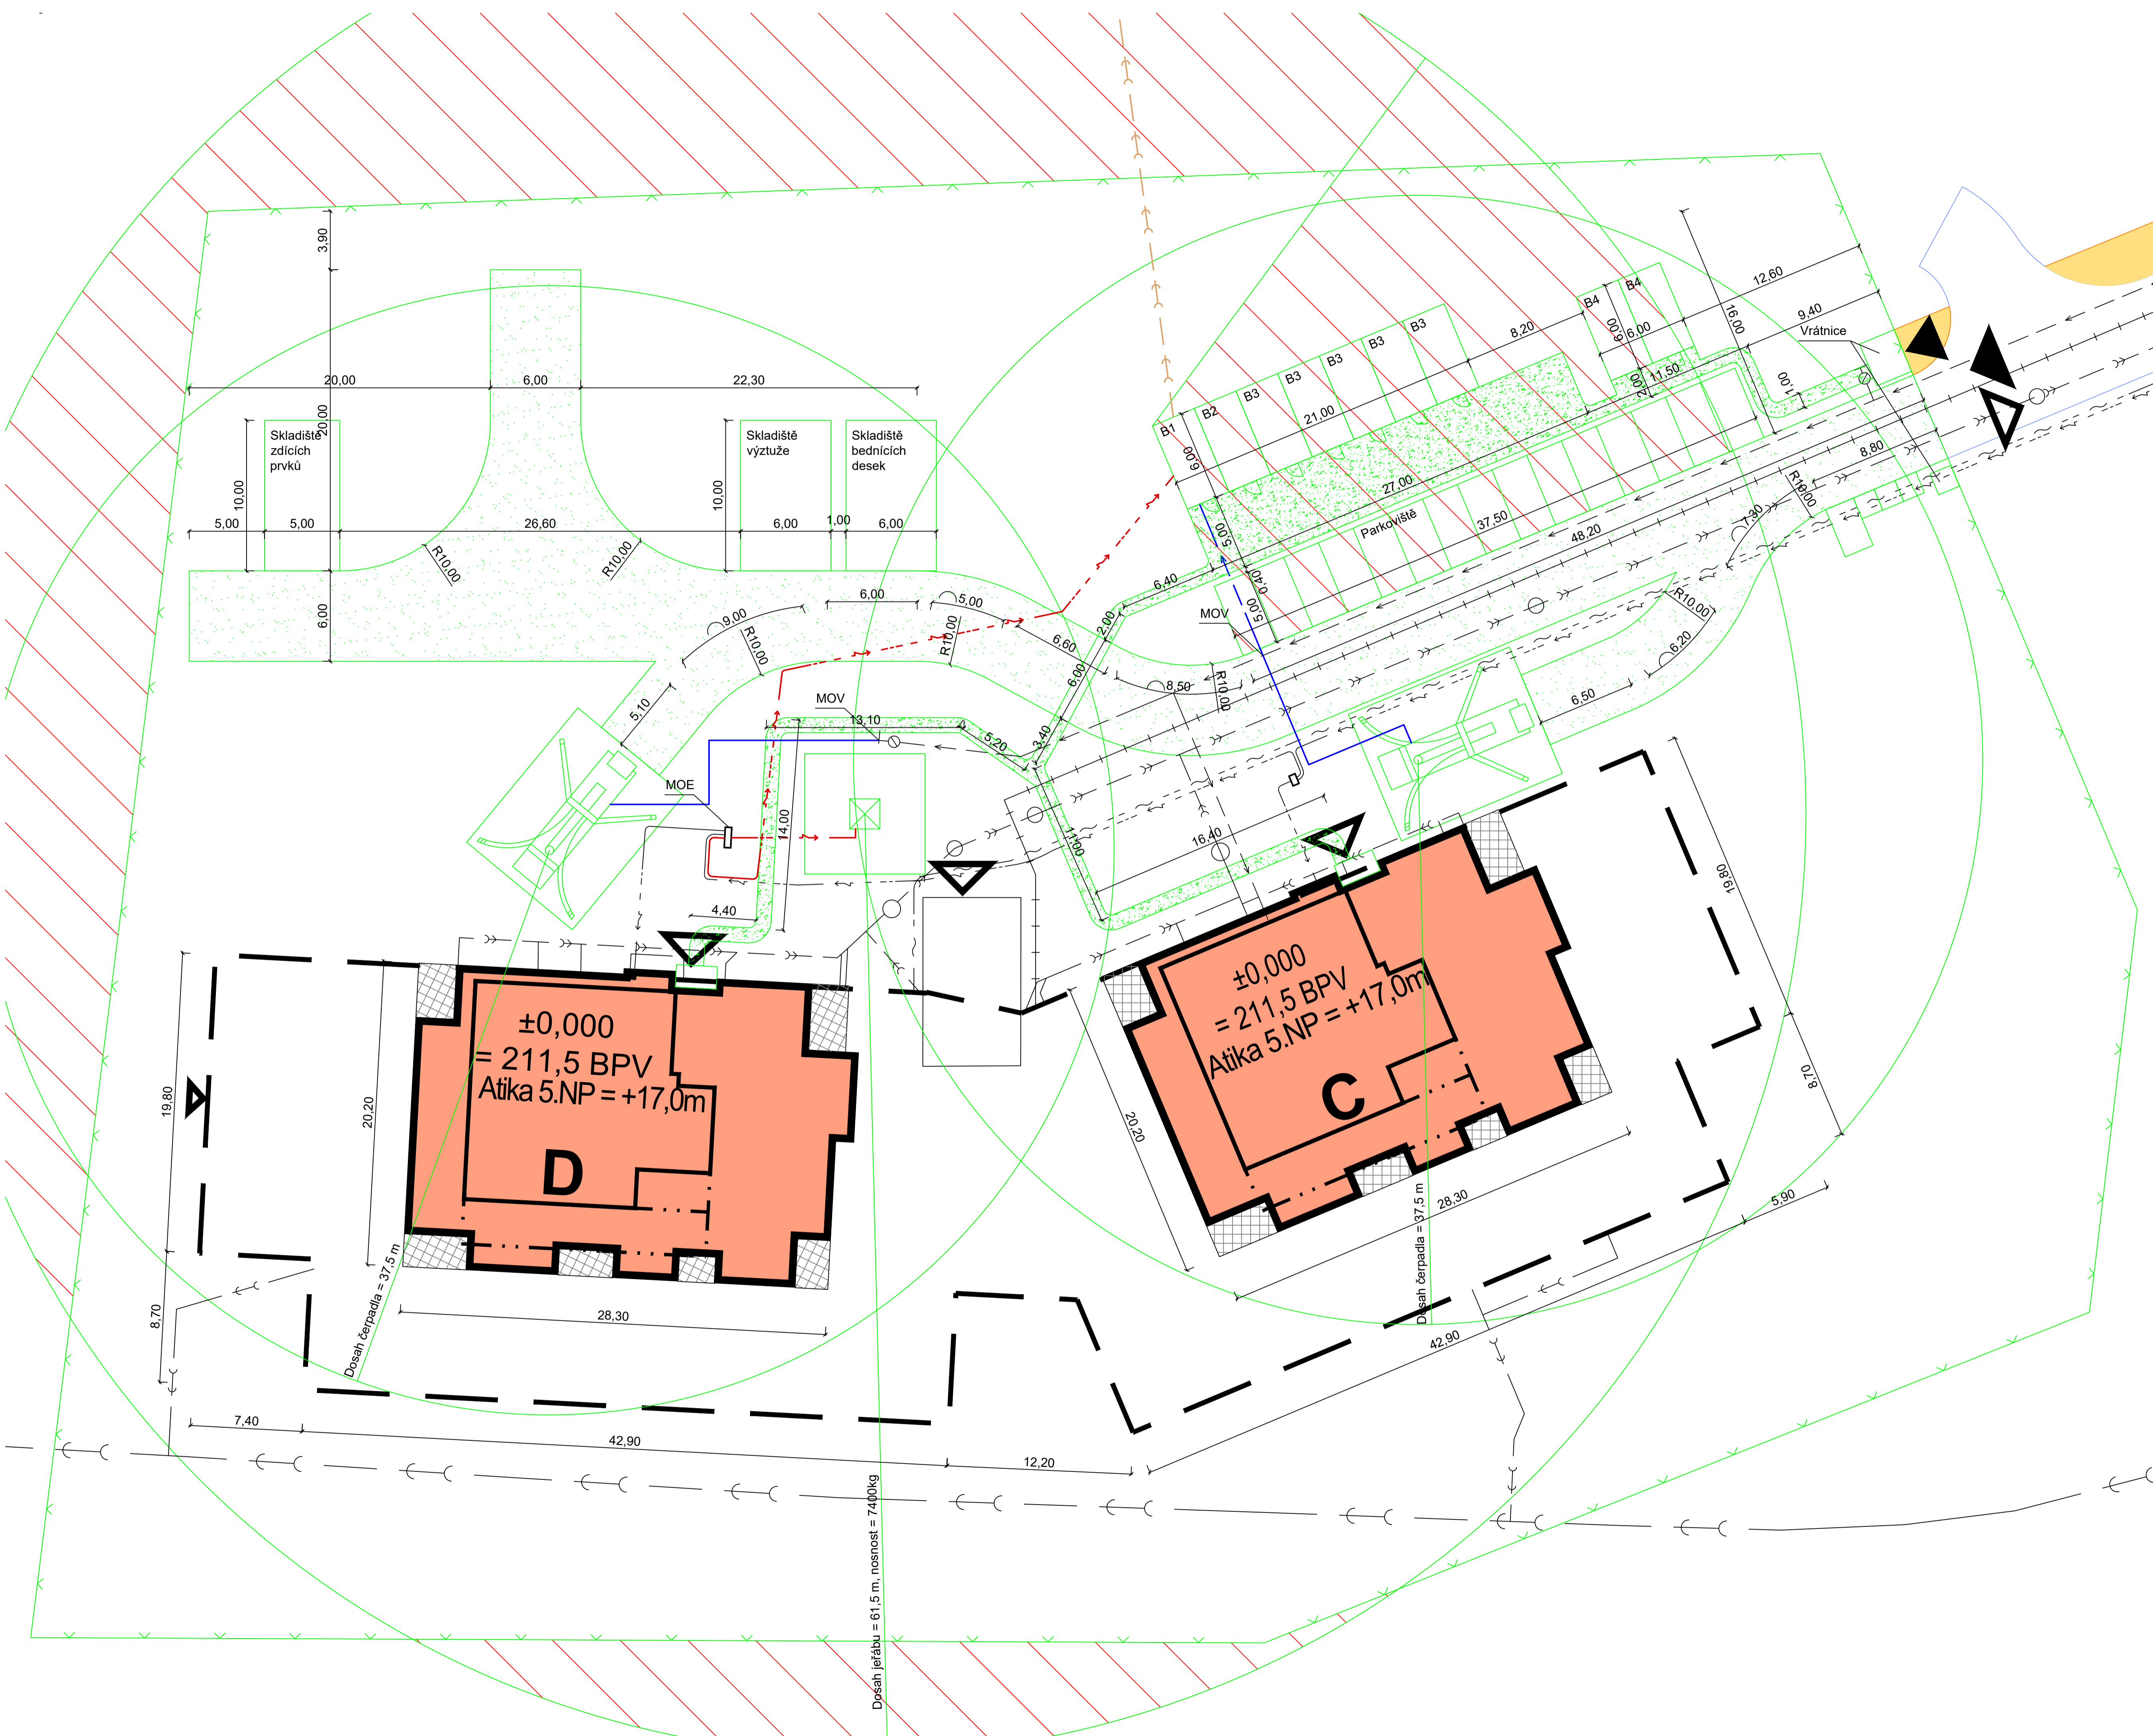 3,90
20,00
6,00
22,30
20,00
Skladiště
zdících
prvků
Skladiště
výztuže
Skladiště
bednících
desek
10,00
10,00
5,00
5,00
26,60
6,00
1,00
6,00
R10,00
R10,00
6,00
9,00
R10,00
6,00
5,00
R10,00
6,60
5,10
MOV
13,10
5,20
3,40
6,00
2,00
6,40
8,50
R10,00
MOV
B1
B2
B3
B3
B3
B3
B3
B4
B4
6,00
21,00
8,20
6,00
6,00
12,60
16,00
9,40
Vrátnice
11,50
2,00
1,00
27,00
5,00
0,40
5,00
Parkoviště
37,50
48,20
8,80
R10,00
7,30
R10,00
6,20
6,50
MOE
14,00
4,40
11,00
16,40
19,80
8,70
±0,000
= 211,5 BPV
Atika 5.NP = +17,0m
D
±0,000
= 211,5 BPV
Atika 5.NP = +17,0m
C
19,80
20,20
8,70
28,30
20,20
28,30
5,90
42,90
Dosah čerpadla = 37,5 m
Dosah čerpadla = 37,5 m
7,40
42,90
12,20
Dosah jeřábu = 61,5 m, nosnost = 7400kg